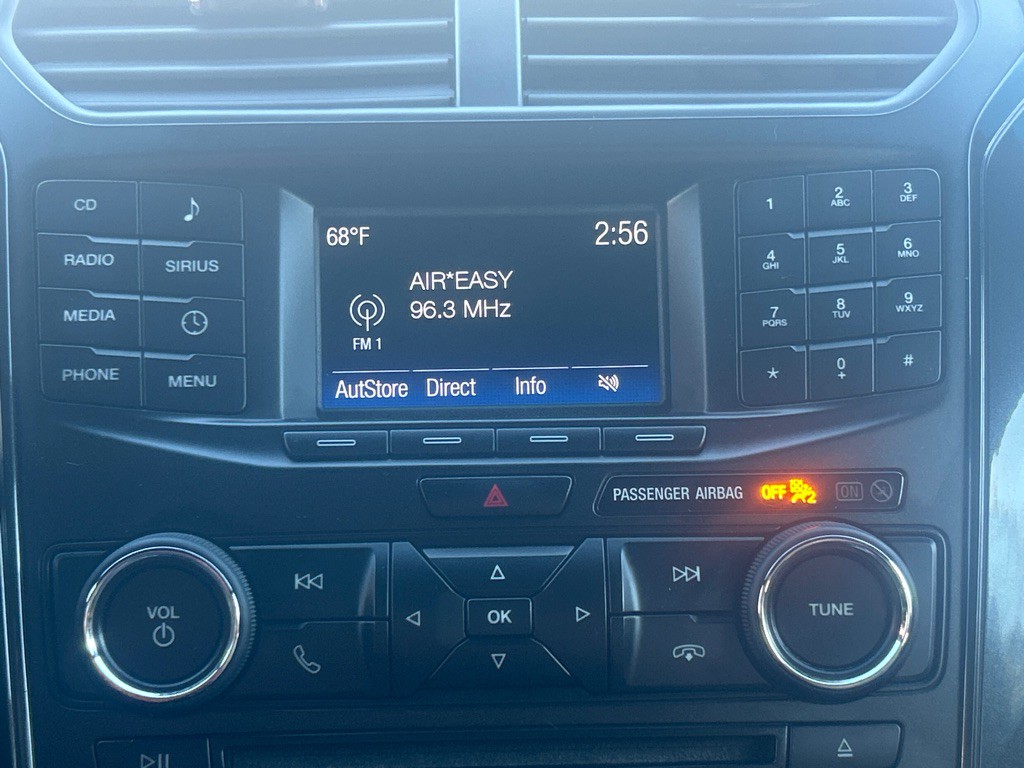 CD
RADIO
SIRIUS
MEDIA
PHONE
MENU
68°F
2:56
AIR*EASY
96.3 MHz
FM 1
AutStore Direct Info
1
2
ABC
3
DEF
4
GHI
5
JKL
6
MNO
7
PQRS
8
TUV
9
WXYZ
*
0
+
#
PASSENGER AIRBAG OFF 2 ON
VOL
OK
TUNE